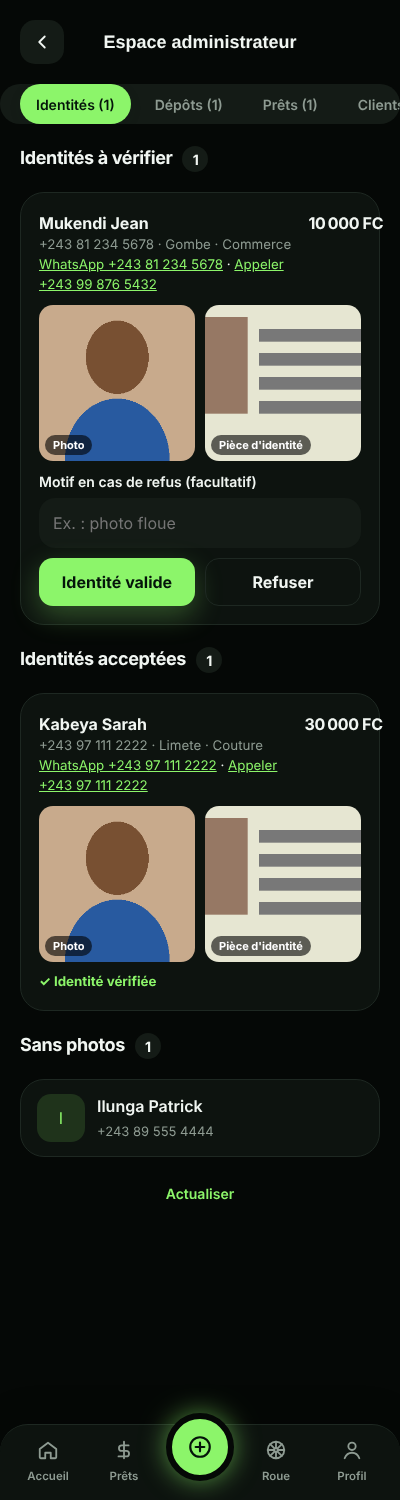 Espace administrateur
Identités (1) Dépôts (1) Prêts (1) Clients
Identités à vérifier 1
Mukendi Jean 10 000 FC
+243 81 234 5678 · Gombe · Commerce
WhatsApp +243 81 234 5678 · Appeler
+243 99 876 5432
Photo Pièce d'identité
Motif en cas de refus (facultatif)
Ex. : photo floue
Identité valide Refuser
Identités acceptées 1
Kabeya Sarah 30 000 FC
+243 97 111 2222 · Limete · Couture
WhatsApp +243 97 111 2222 · Appeler
+243 97 111 2222
Photo Pièce d'identité
✓ Identité vérifiée
Sans photos 1
I Ilunga Patrick
+243 89 555 4444
Actualiser
Accueil Prêts Roue Profil